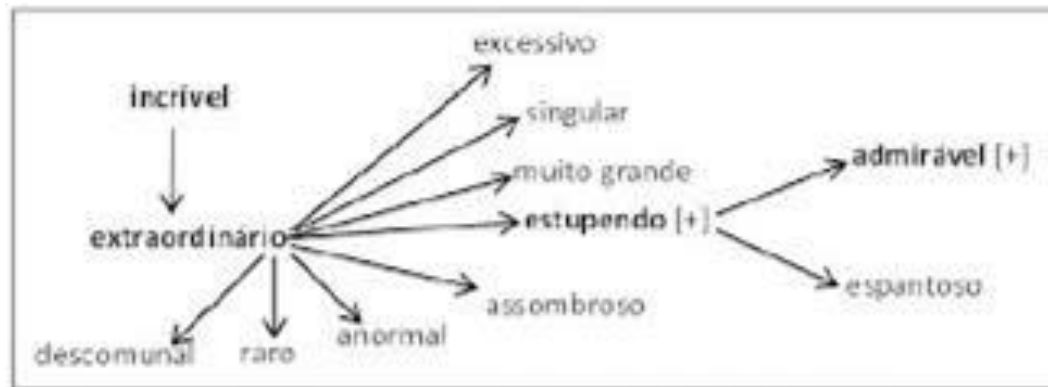 excessivo
incrível
singular
admirável [+]
muito grande
estupendo [+]
extraordinário
espantoso
assombroso
anormal
descomunal
raro